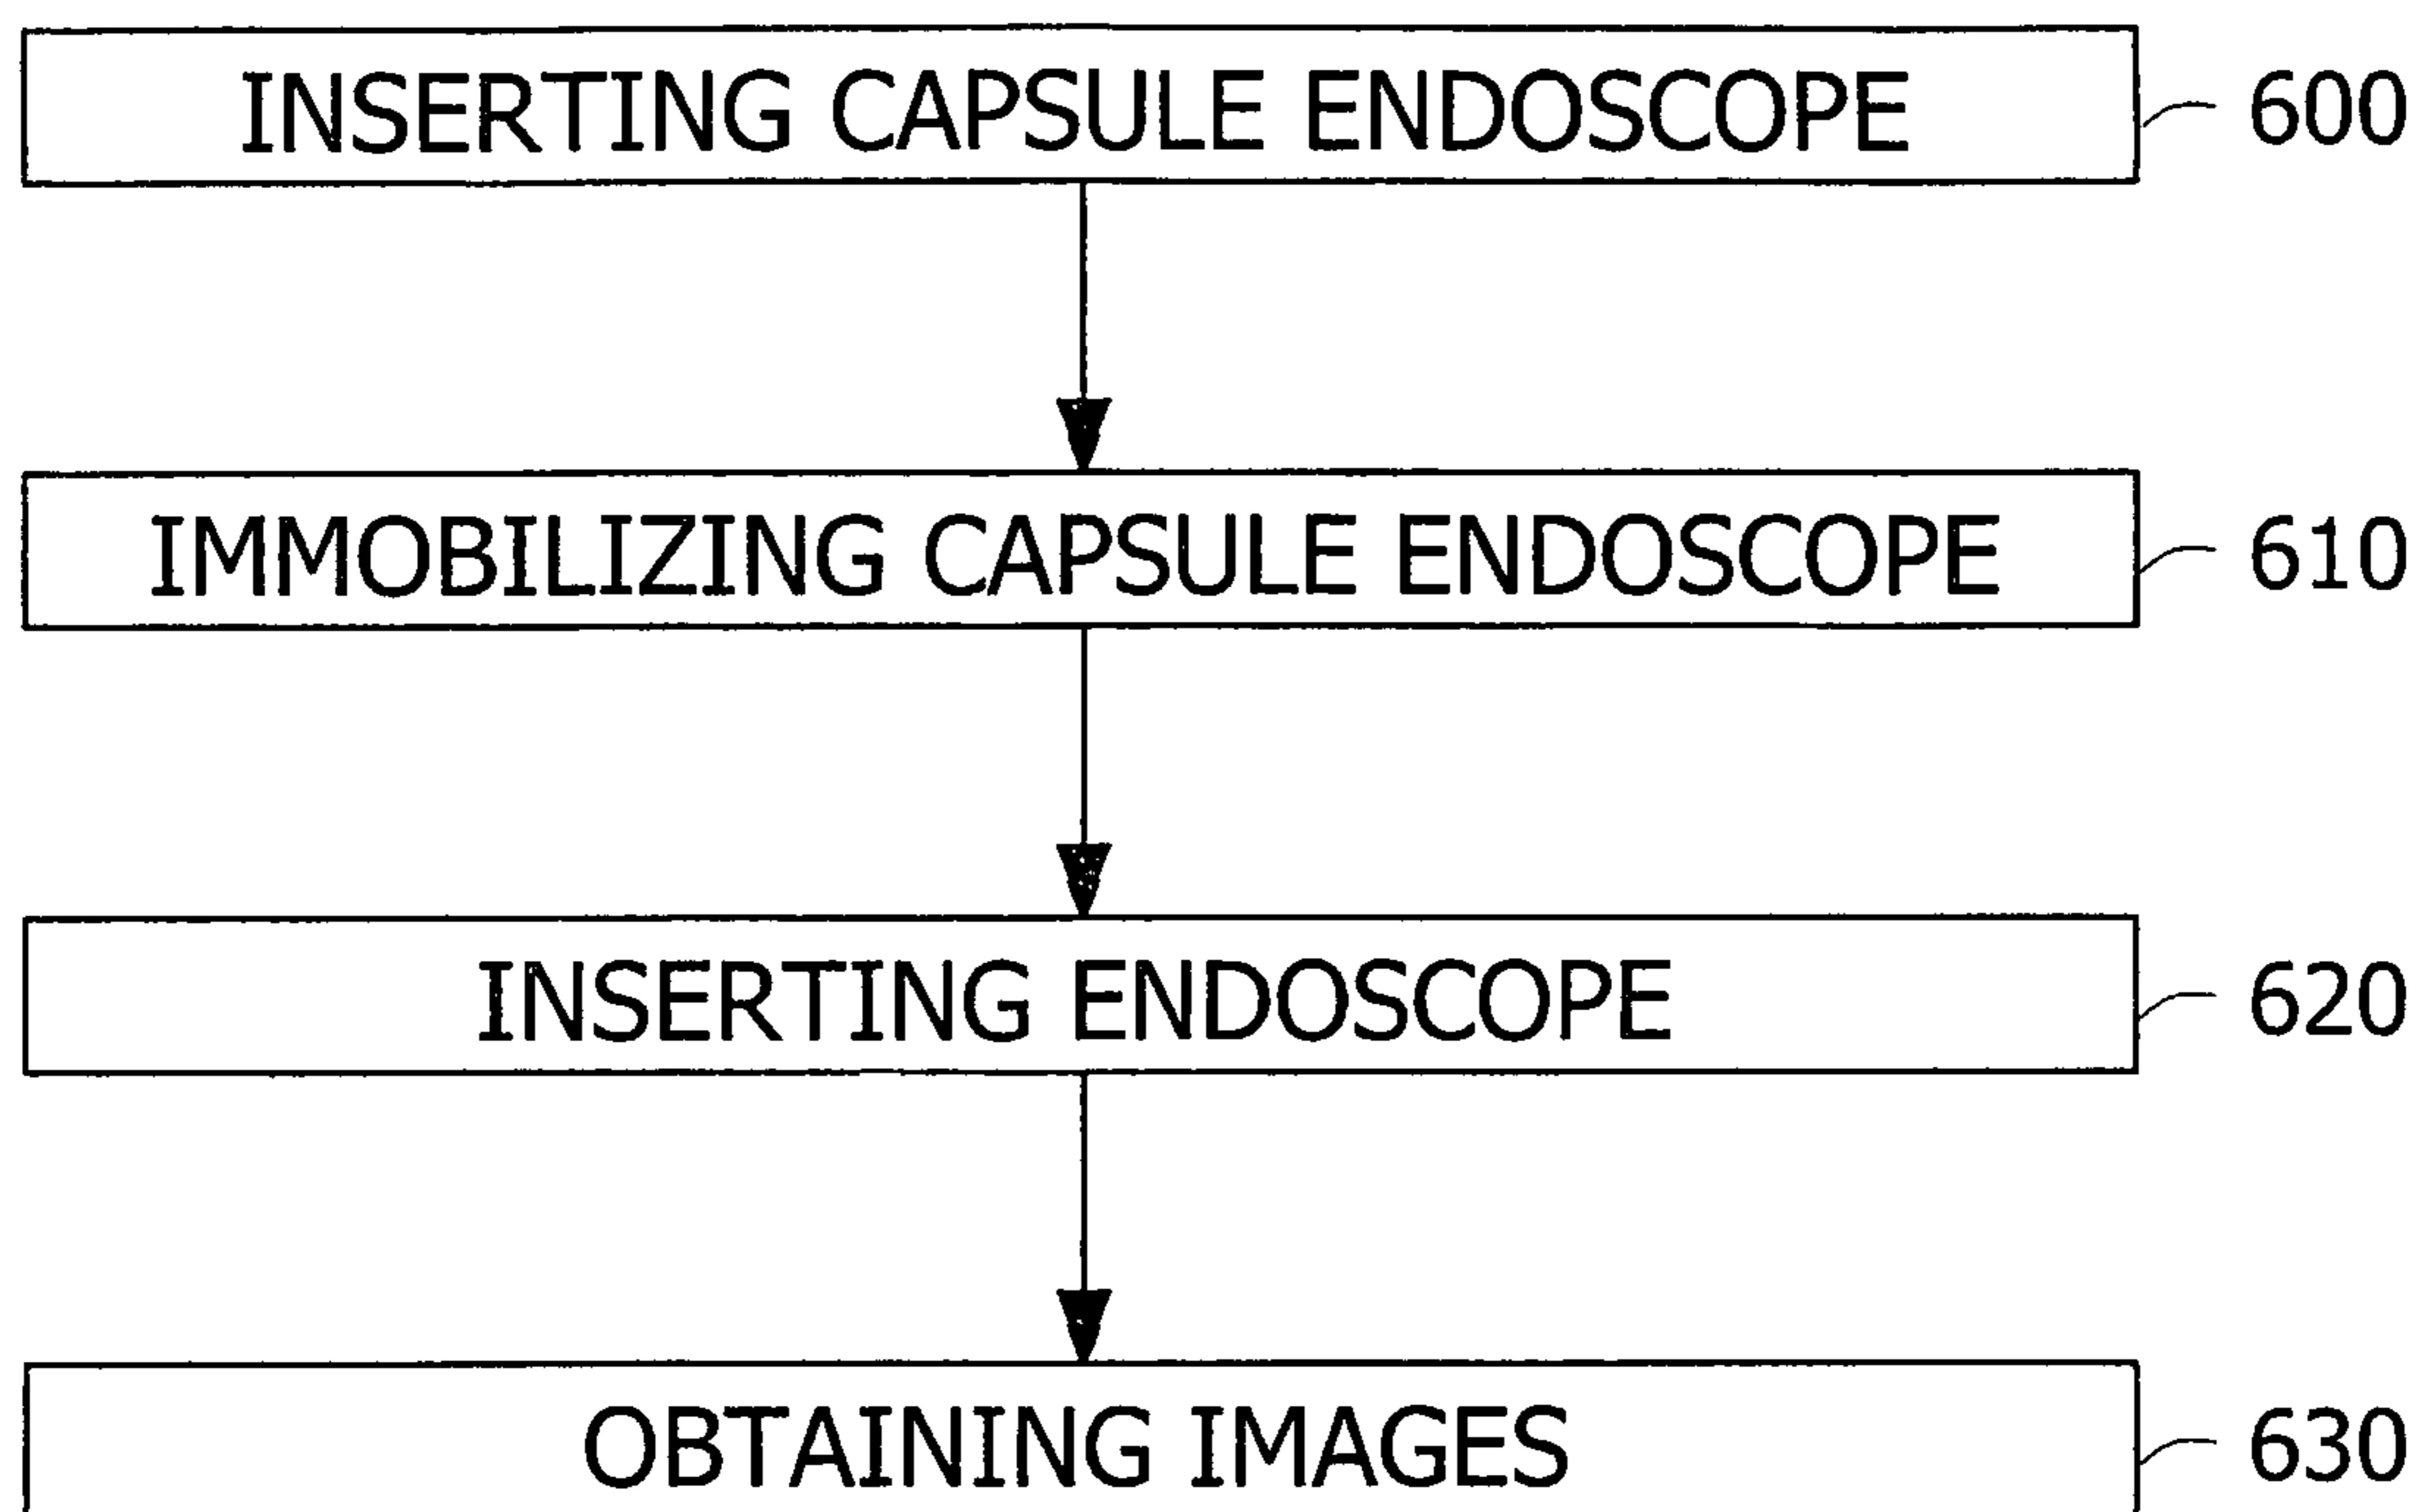 INSERTING CAPSULE ENDOSCOPE 600
IMMOBILIZING CAPSULE ENDOSCOPE 610
INSERTING ENDOSCOPE 620
OBTAINING IMAGES 630